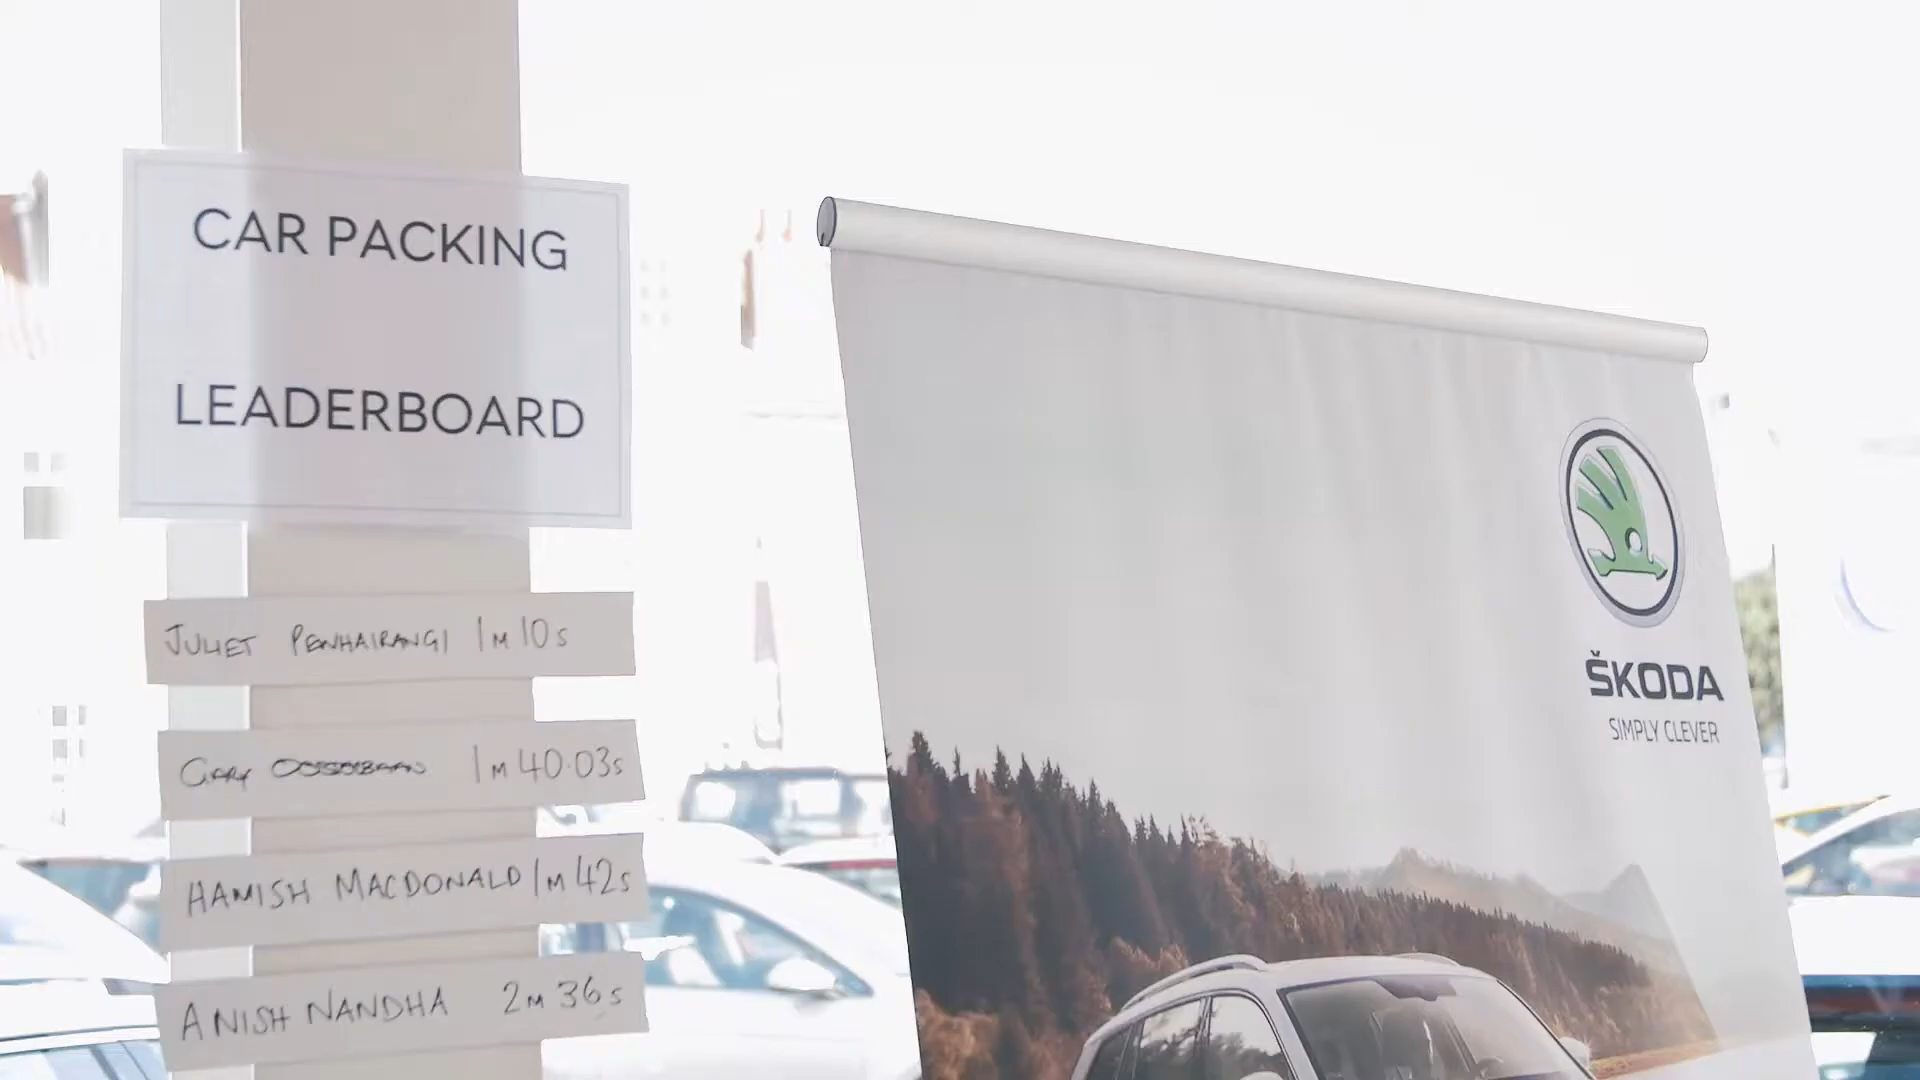 CAR PACKING
LEADERBOARD
JULIET PENHAIRANGI 1M 10s
GARY 1M 40.03s
HAMISH MACDONALD 1M 42s
ANISH NANDHA 2M 36s
ŠKODA
SIMPLY CLEVER